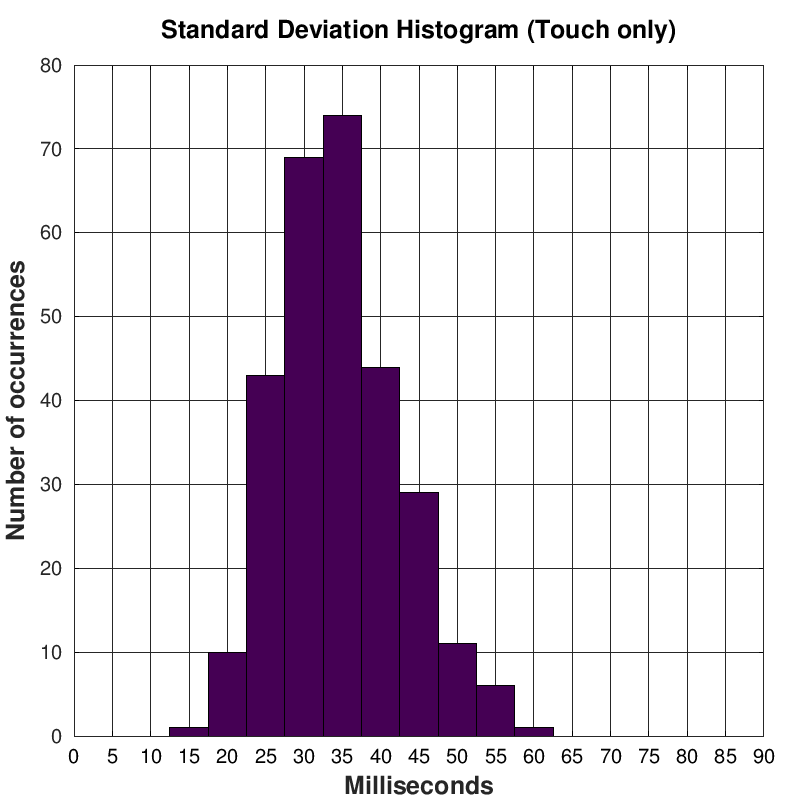 Standard Deviation Histogram (Touch only)
80
70
60
50
40
30
20
10
0
Number of occurrences
0 5 10 15 20 25 30 35 40 45 50 55 60 65 70 75 80 85 90
Milliseconds